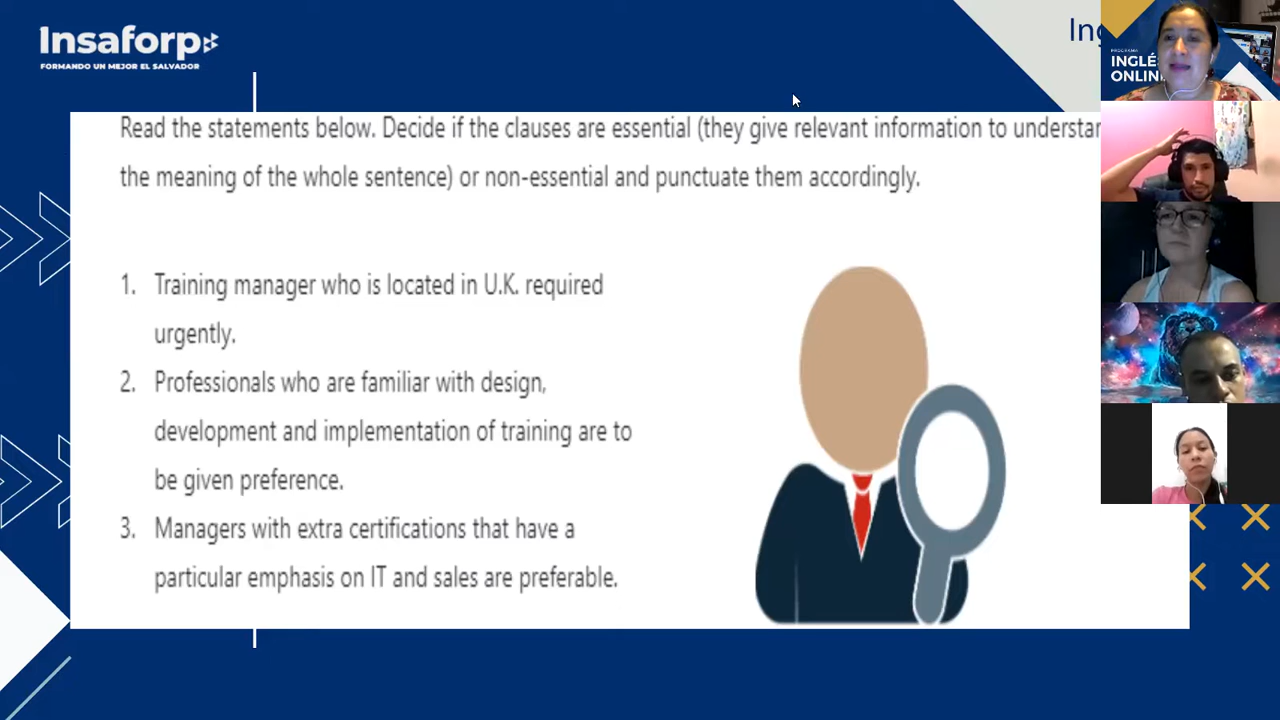 Insaforp
FORMANDO UN MEJOR EL SALVADOR
PROGRAMA
INGLÉS
ONLINE
Read the statements below. Decide if the clauses are essential (they give relevant information to
the meaning of the whole sentence) or non-essential and punctuate them accordingly.
1. Training manager who is located in U.K. required
urgently.
2. Professionals who are familiar with design,
development and implementation of training are to
be given preference.
3. Managers with extra certifications that have a
particular emphasis on IT and sales are preferable.